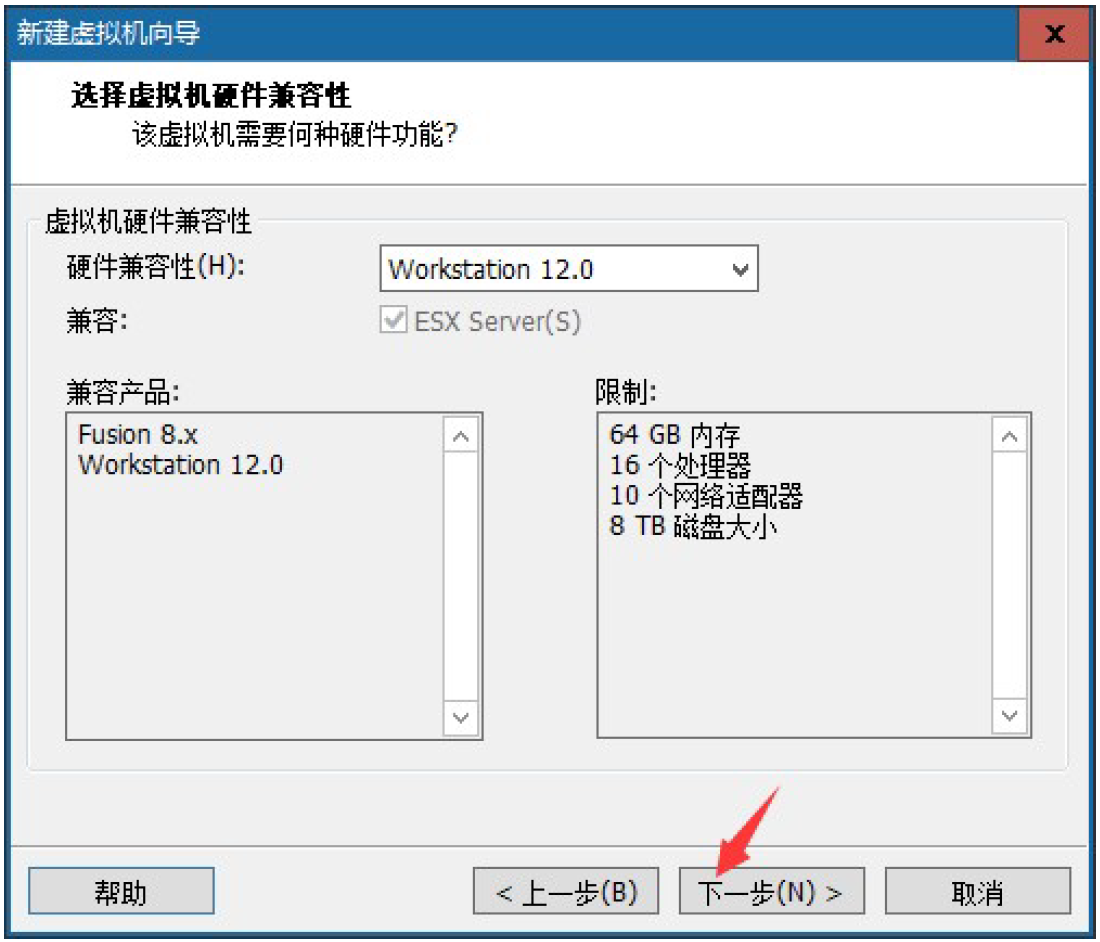 新建虚拟机向导
选择虚拟机硬件兼容性
该虚拟机需要何种硬件功能?
虚拟机硬件兼容性
硬件兼容性(H):
Workstation 12.0
兼容:
ESX Server(S)
兼容产品:
Fusion 8.x
Workstation 12.0
限制:
64 GB 内存
16 个处理器
10 个网络适配器
8 TB 磁盘大小
帮助
< 上一步(B)
下一步(N) >
取消